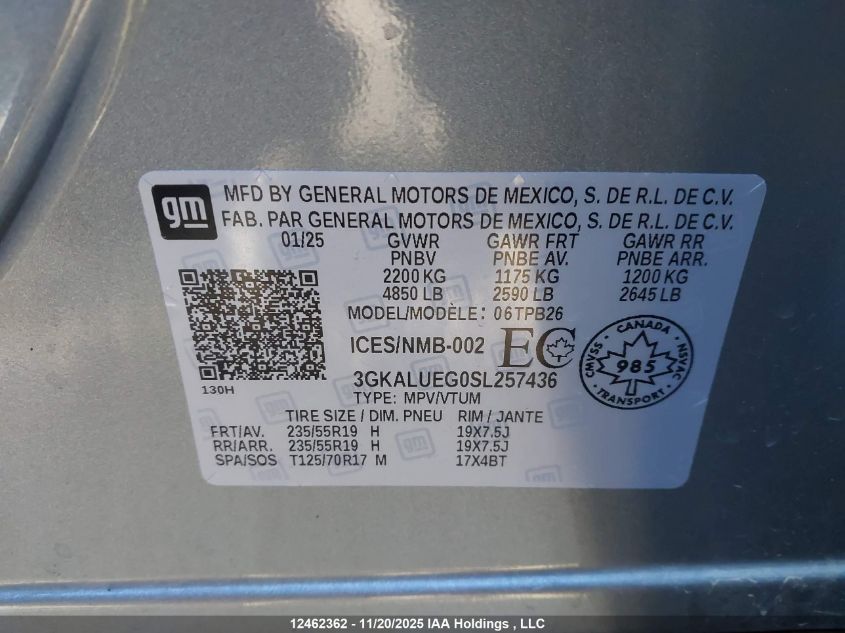 gm
MFD BY GENERAL MOTORS DE MEXICO, S. DE R.L. DE C.V.
FAB. PAR GENERAL MOTORS DE MEXICO, S. DE R.L. DE C.V.
01/25 GVWR GAWR FRT GAWR RR
PNBV PNBE AV. PNBE ARR.
2200 KG 1175 KG 1200 KG
4850 LB 2590 LB 2645 LB
MODEL/MODÈLE: 06TPB26
ICES/NMB-002 EC
CANADA
CMVSS 985 NSVAC
TRANSPORT
3GKALUEG0SL257436
130H
TYPE: MPV/VTUM
TIRE SIZE / DIM. PNEU RIM / JANTE
FRT/AV. 235/55R19 H 19X7.5J
RR/ARR. 235/55R19 H 19X7.5J
SPA/SOS T125/70R17 M 17X4BT
12462362 - 11/20/2025 IAA Holdings , LLC